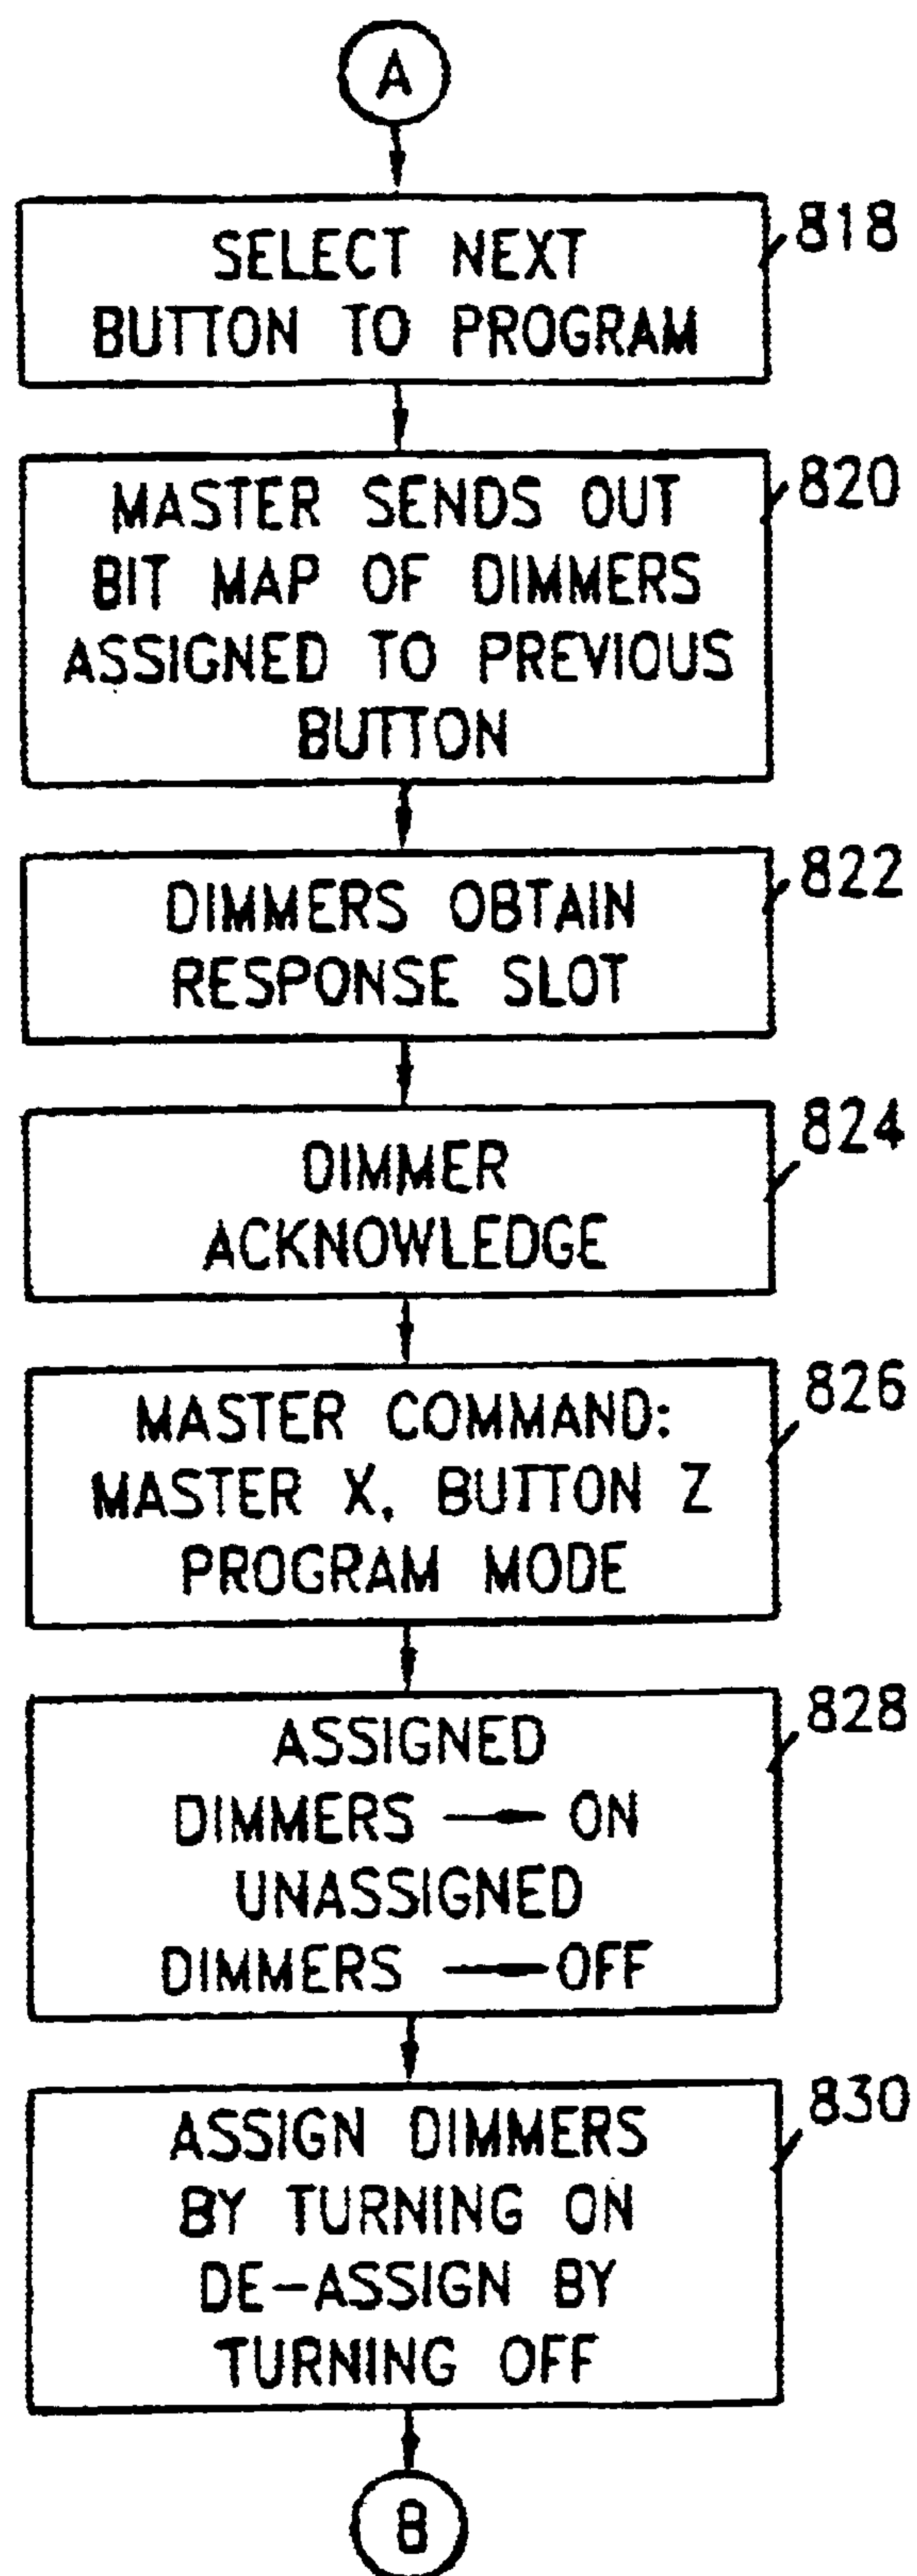 A
SELECT NEXT
BUTTON TO PROGRAM
818
MASTER SENDS OUT
BIT MAP OF DIMMERS
ASSIGNED TO PREVIOUS
BUTTON
820
DIMMERS OBTAIN
RESPONSE SLOT
822
DIMMER
ACKNOWLEDGE
824
MASTER COMMAND:
MASTER X, BUTTON Z
PROGRAM MODE
826
ASSIGNED
DIMMERS → ON
UNASSIGNED
DIMMERS → OFF
828
ASSIGN DIMMERS
BY TURNING ON
DE-ASSIGN BY
TURNING OFF
830
B